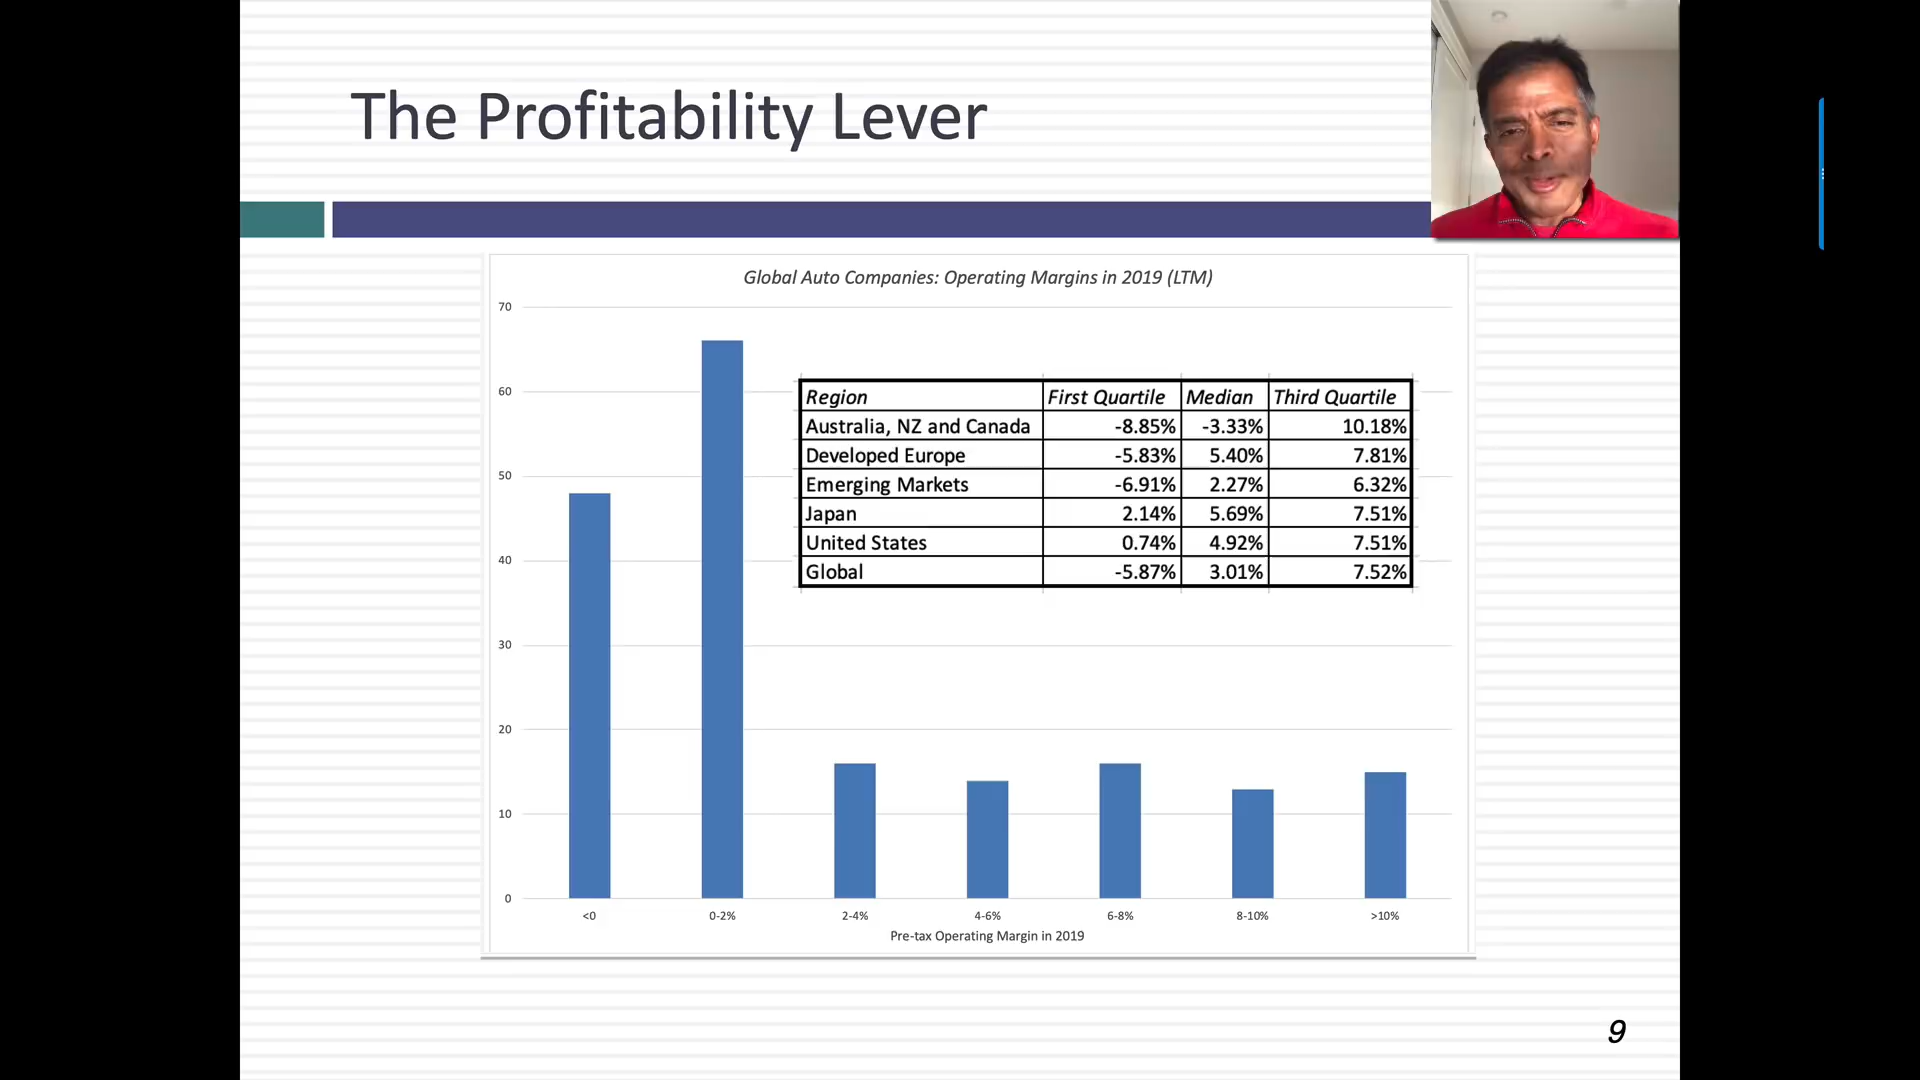 The Profitability Lever
Global Auto Companies: Operating Margins in 2019 (LTM)
70
60
50
40
30
20
10
0
Region First Quartile Median Third Quartile
Australia, NZ and Canada -8.85% -3.33% 10.18%
Developed Europe -5.83% 5.40% 7.81%
Emerging Markets -6.91% 2.27% 6.32%
Japan 2.14% 5.69% 7.51%
United States 0.74% 4.92% 7.51%
Global -5.87% 3.01% 7.52%
<0 0-2% 2-4% 4-6% 6-8% 8-10% >10%
Pre-tax Operating Margin in 2019
9